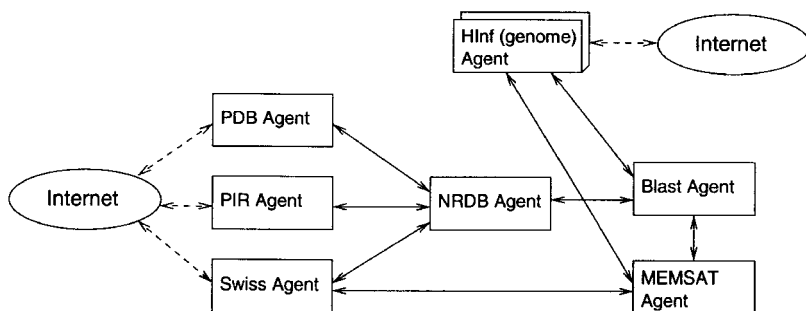 HInf (genome)
Agent
Internet
PDB Agent
Internet
PIR Agent
NRDB Agent
Blast Agent
Swiss Agent
MEMSAT
Agent